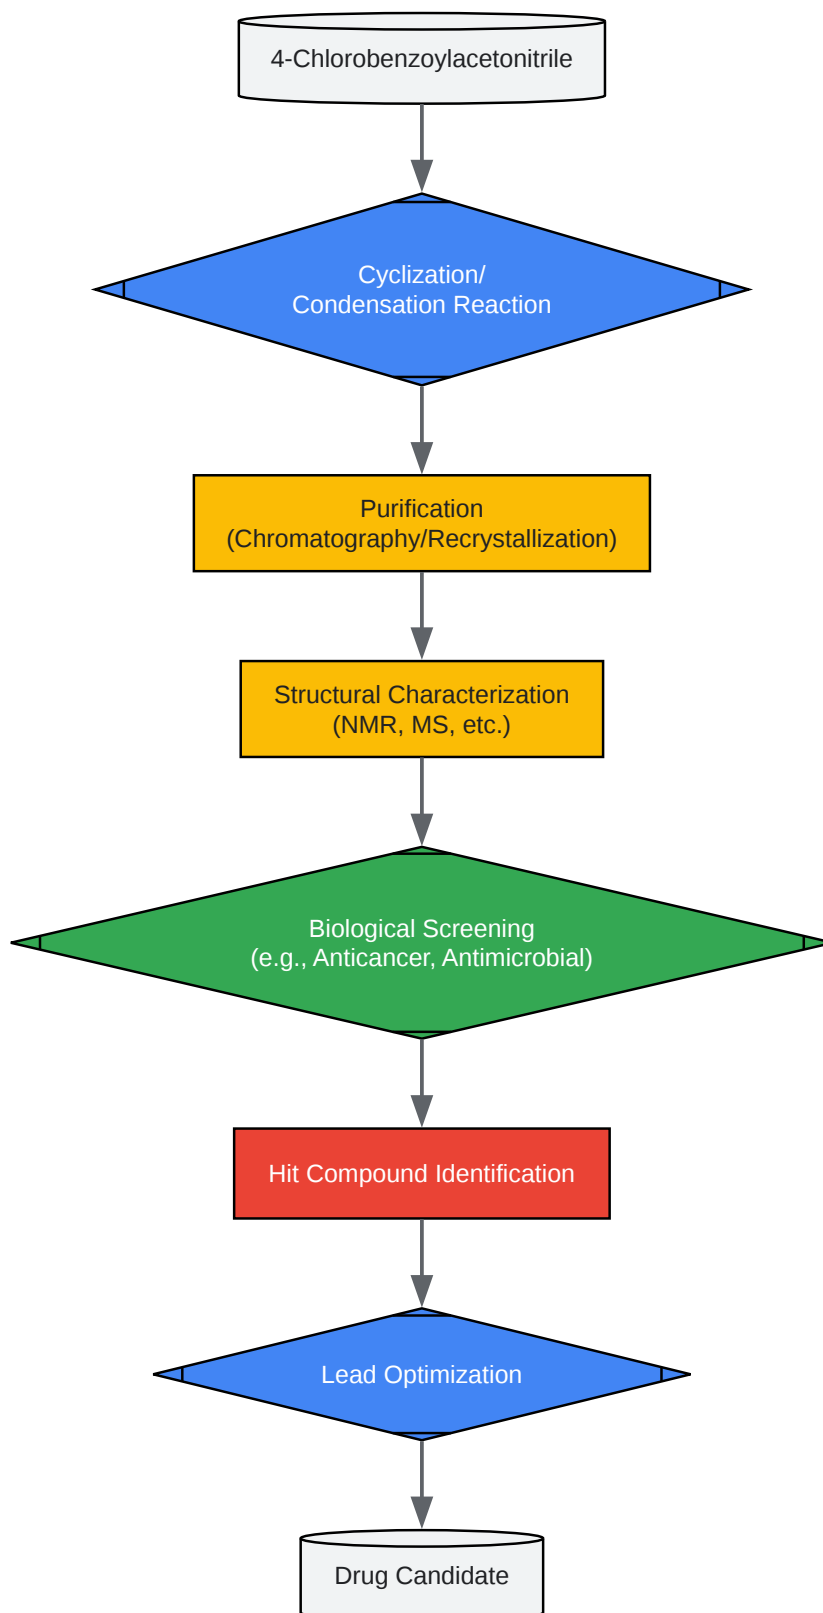 4-Chlorobenzoylacetonitrile
Cyclization/
Condensation Reaction
Purification
(Chromatography/Recrystallization)
Structural Characterization
(NMR, MS, etc.)
Biological Screening
(e.g., Anticancer, Antimicrobial)
Hit Compound Identification
Lead Optimization
Drug Candidate